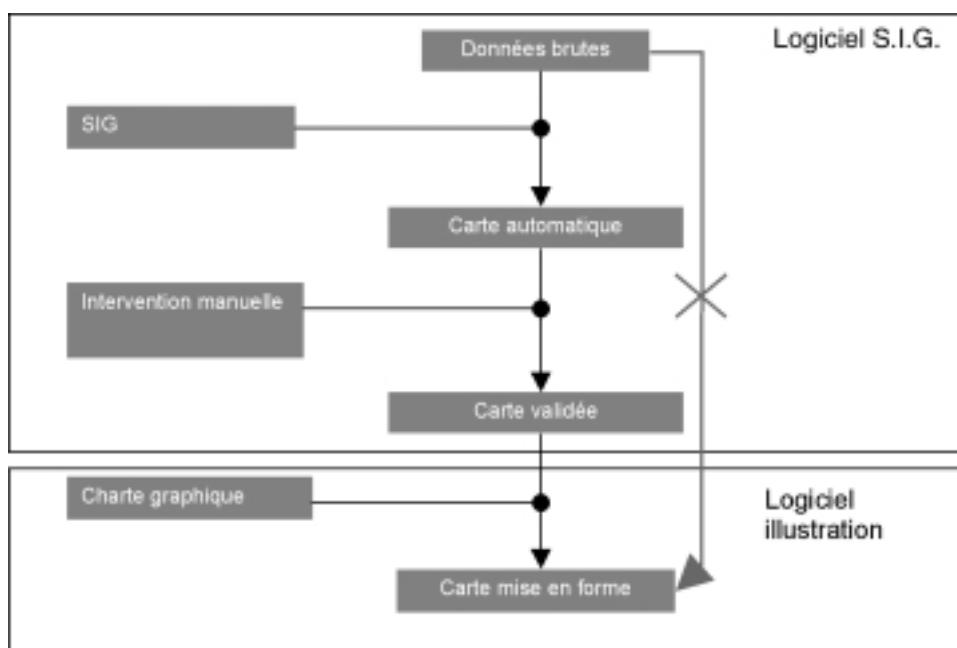 Données brutes
Logiciel S.I.G.
SIG
Carte automatique
Intervention manuelle
Carte validée
Charte graphique
Logiciel
illustration
Carte mise en forme